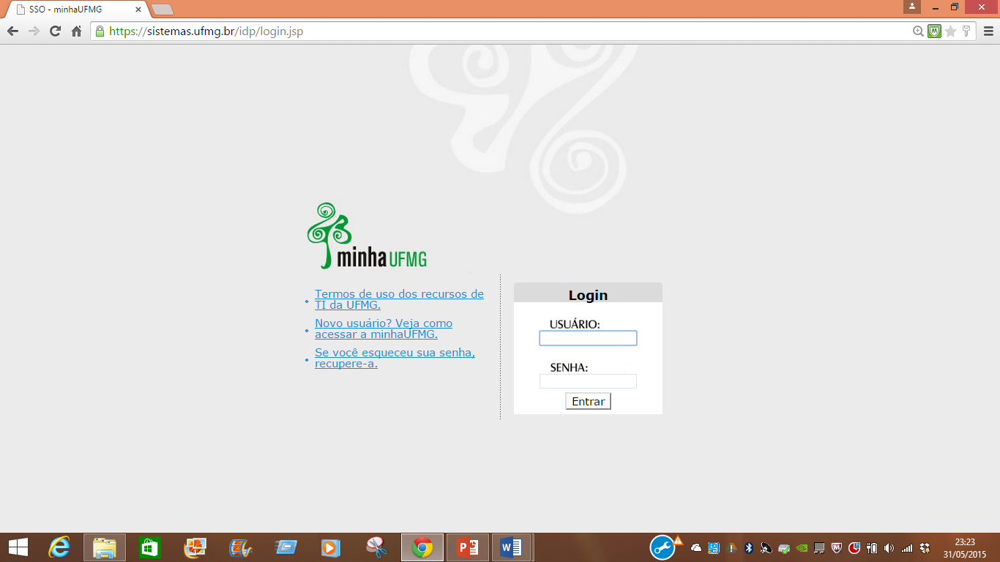 SSO - minhaUFMG
https://sistemas.ufmg.br/idp/login.jsp
minhaUFMG
Termos de uso dos recursos de
TI da UFMG.
Novo usuário? Veja como
acessar a minhaUFMG.
Se você esqueceu sua senha,
recupere-a.
Login
USUÁRIO:
SENHA:
Entrar
23:23
31/05/2015